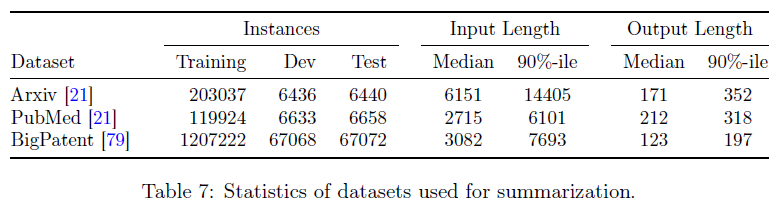 Instances Input Length Output Length
Dataset Training Dev Test Median 90%-ile Median 90%-ile
Arxiv [21] 203037 6436 6440 6151 14405 171 352
PubMed [21] 119924 6633 6658 2715 6101 212 318
BigPatent [79] 1207222 67068 67072 3082 7693 123 197
Table 7: Statistics of datasets used for summarization.